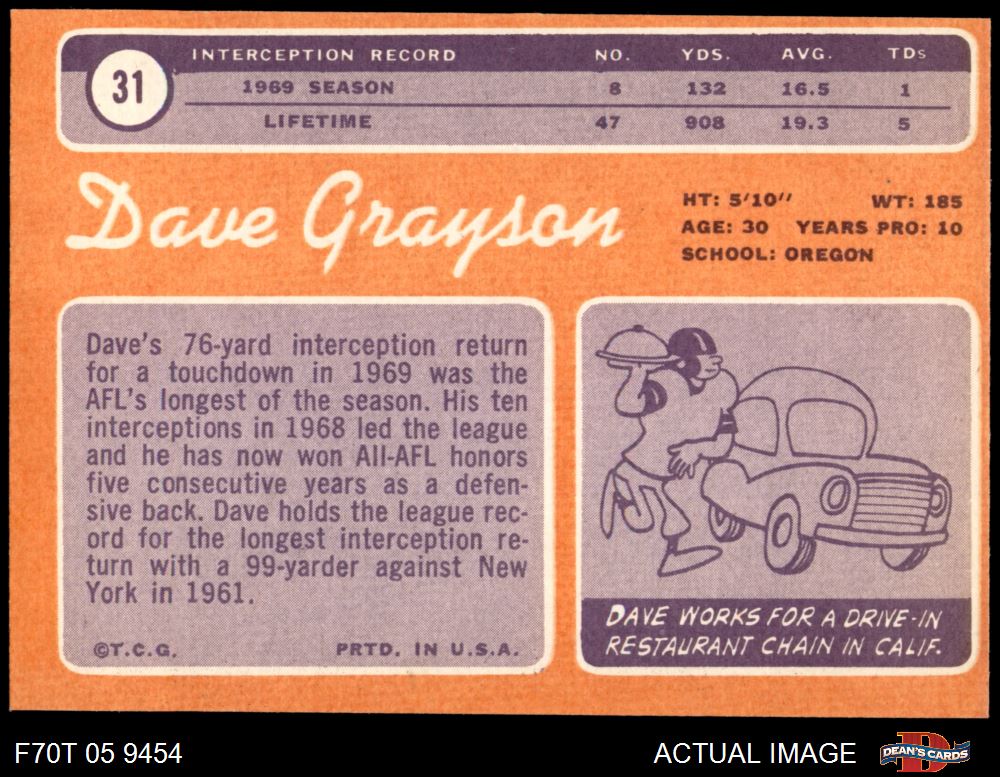 31
INTERCEPTION RECORD NO. YDS. AVG. TDs
1969 SEASON 8 132 16.5 1
LIFETIME 47 908 19.3 5
Dave Grayson
HT: 5'10" WT: 185
AGE: 30 YEARS PRO: 10
SCHOOL: OREGON
Dave's 76-yard interception return
for a touchdown in 1969 was the
AFL's longest of the season. His ten
interceptions in 1968 led the league
and he has now won All-AFL honors
five consecutive years as a defen-
sive back. Dave holds the league rec-
ord for the longest interception re-
turn with a 99-yarder against New
York in 1961.
©T.C.G. PRTD. IN U.S.A.
DAVE WORKS FOR A DRIVE-IN
RESTAURANT CHAIN IN CALIF.
F70T 05 9454 ACTUAL IMAGE D DEAN'S CARDS